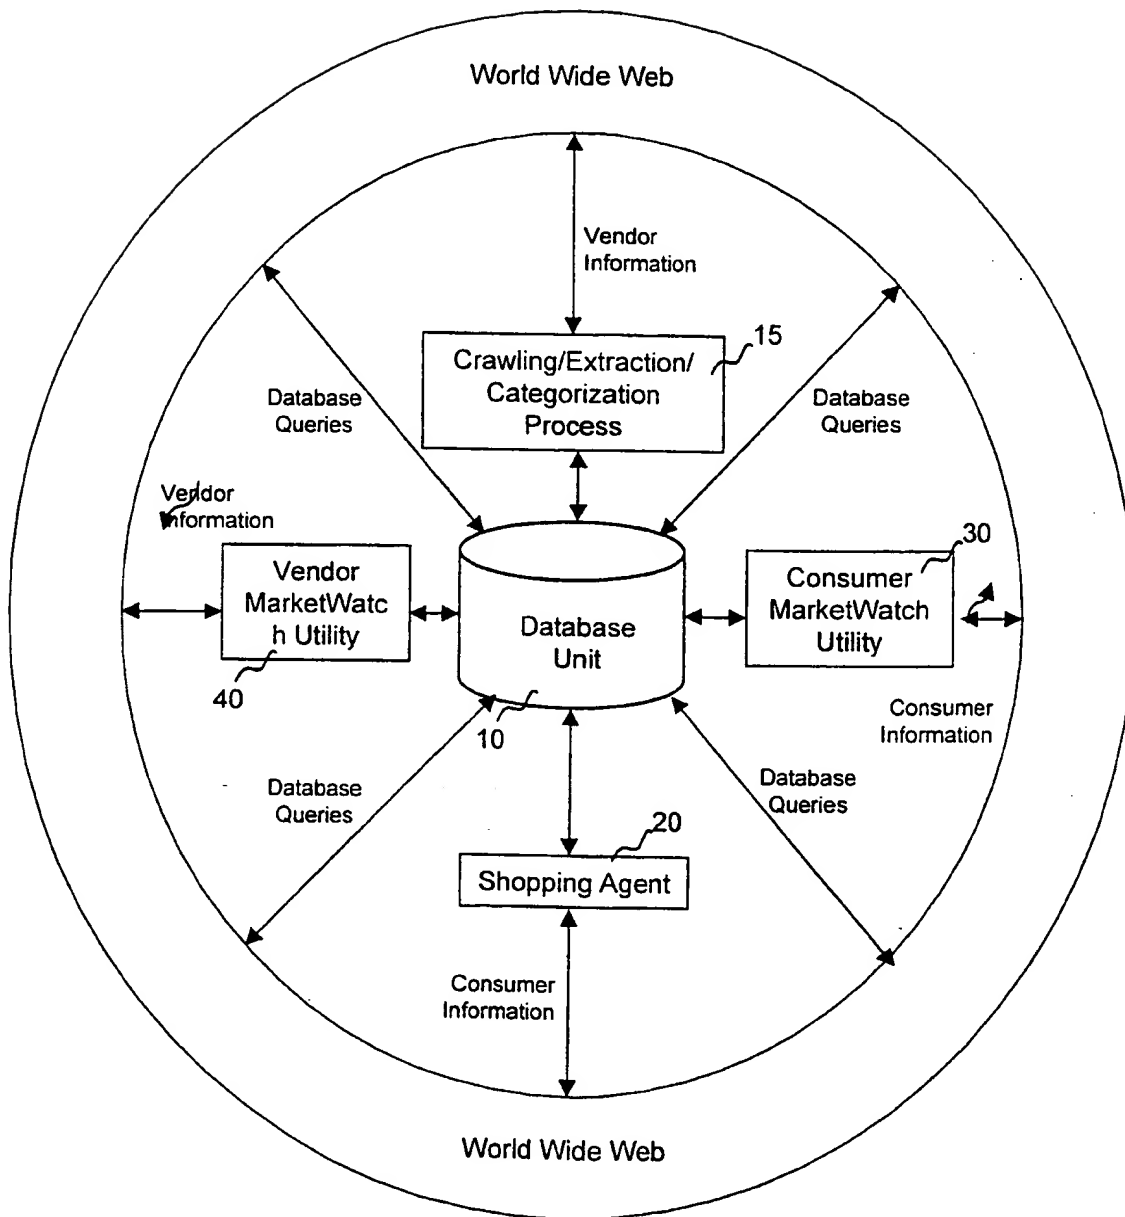 World Wide Web
Vendor
Information
15
Crawling/Extraction/
Categorization
Process
Database
Queries
Database
Queries
Vendor
Information
30
Vendor
MarketWatc
h Utility
Consumer
MarketWatch
Utility
Database
Unit
40
10
Consumer
Information
Database
Queries
Database
Queries
20
Shopping Agent
Consumer
Information
World Wide Web